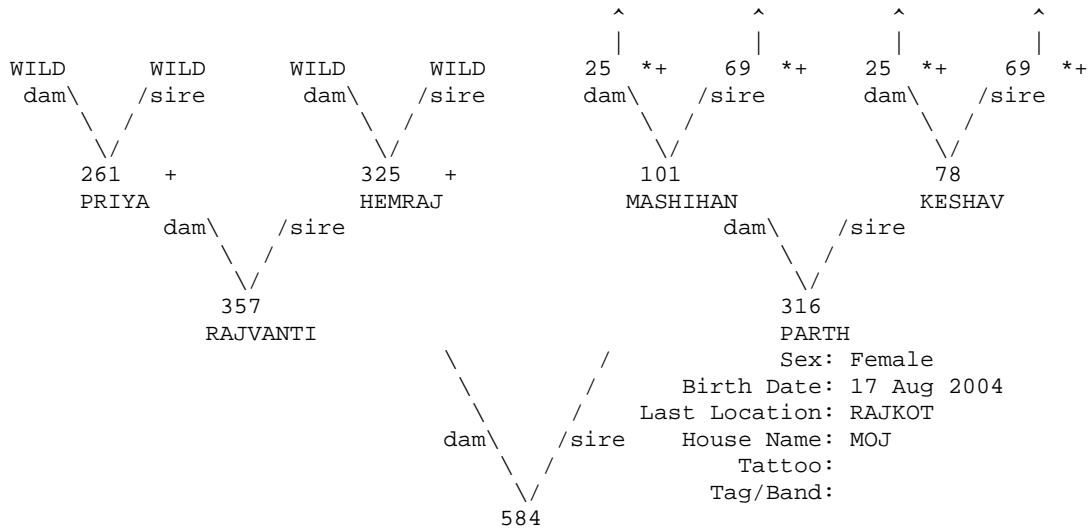 ^ ^ ^ ^
| | | |
WILD WILD WILD WILD 25 *+ 69 *+ 25 *+ 69 *+
dam\ /sire dam\ /sire dam\ /sire dam\ /sire
\ / \ / \ / \ /
\/ \/ \/ \/
261 + 325 + 101 78
PRIYA HEMRAJ MASHIHAN KESHAV
dam\ /sire dam\ /sire
\ / \ /
\/ \/
357 316
RAJVANTI PARTH
\ / Sex: Female
\ / Birth Date: 17 Aug 2004
\ / Last Location: RAJKOT
dam\ /sire House Name: MOJ
\ / Tattoo:
\/ Tag/Band:
584